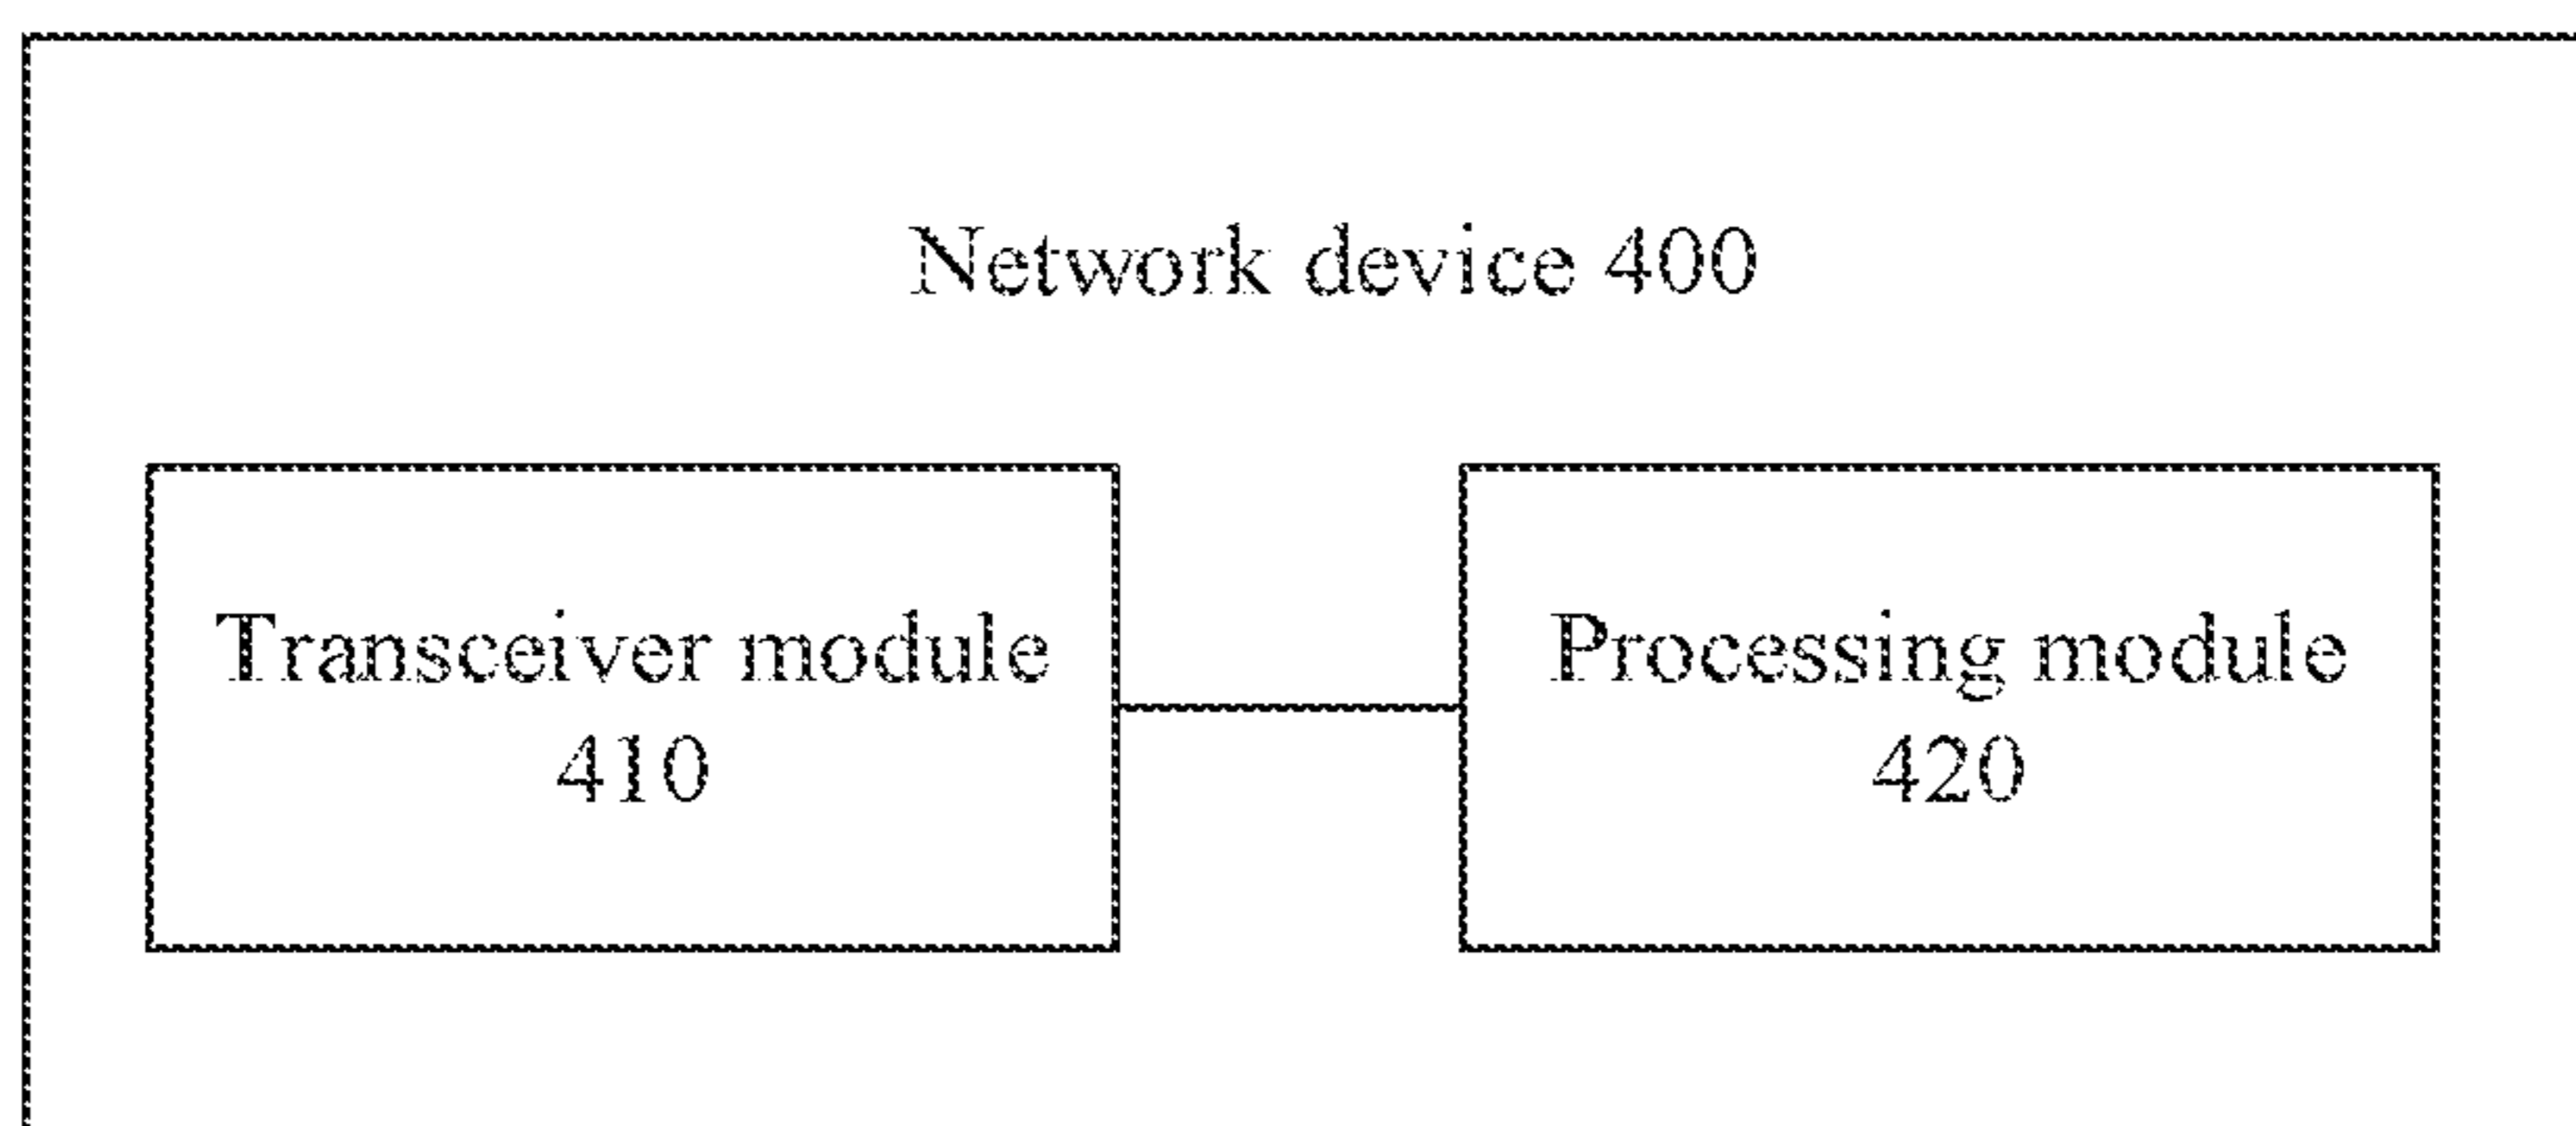 Network device 400
Transceiver module
410
Processing module
420